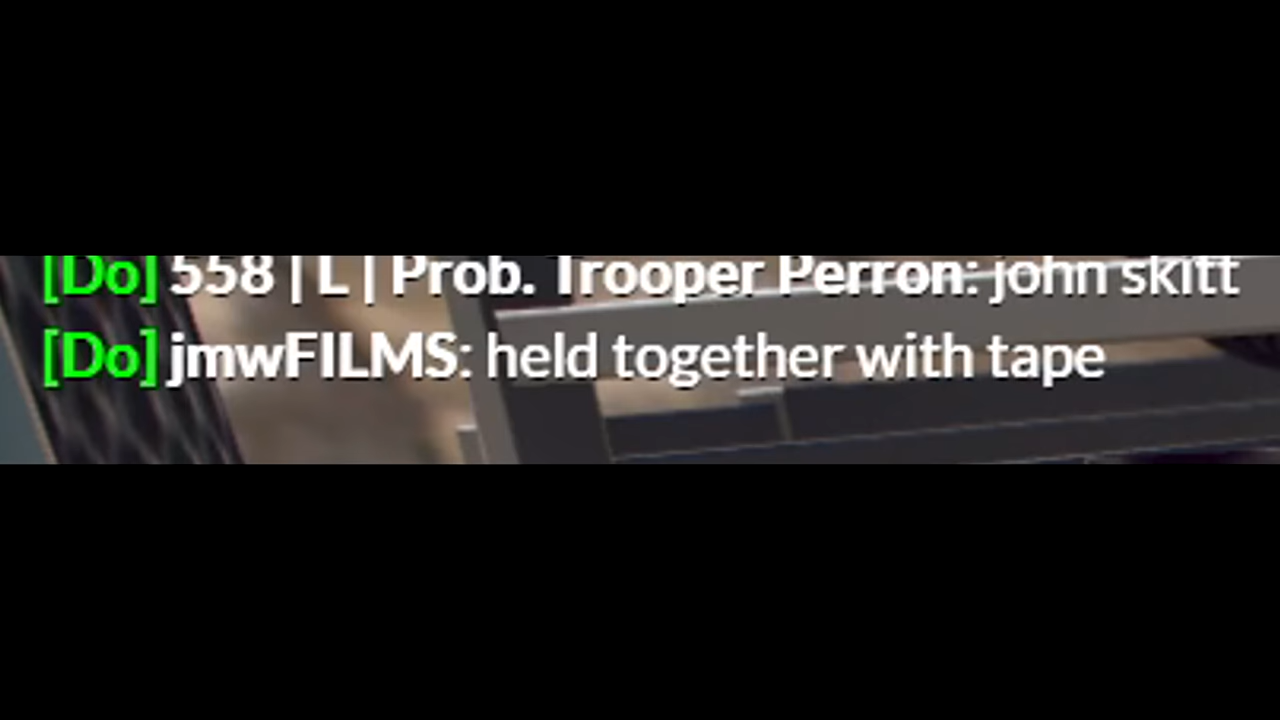 [Do] 558 | L | Prob. Trooper Perron: john skitt
[Do] jmwFILMS: held together with tape